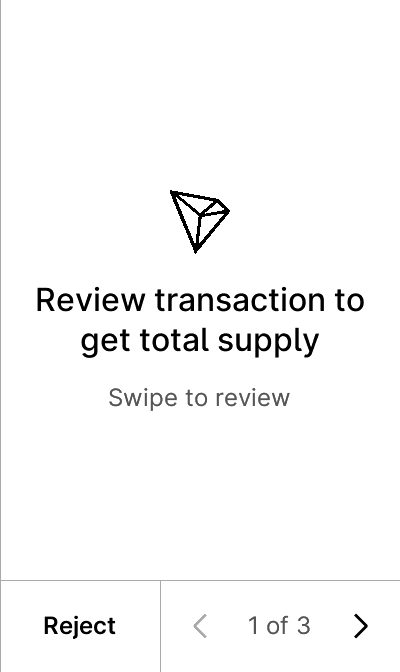 Review transaction to
get total supply
Swipe to review
Reject
1 of 3